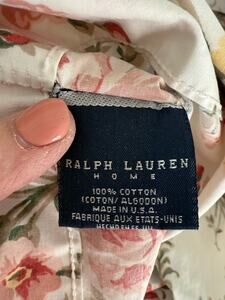 RALPH LAUREN
HOME
100% COTTON
(COTON/ALGODON)
MADE IN U.S.A.
FABRIQUE AUX ETATS-UNIS